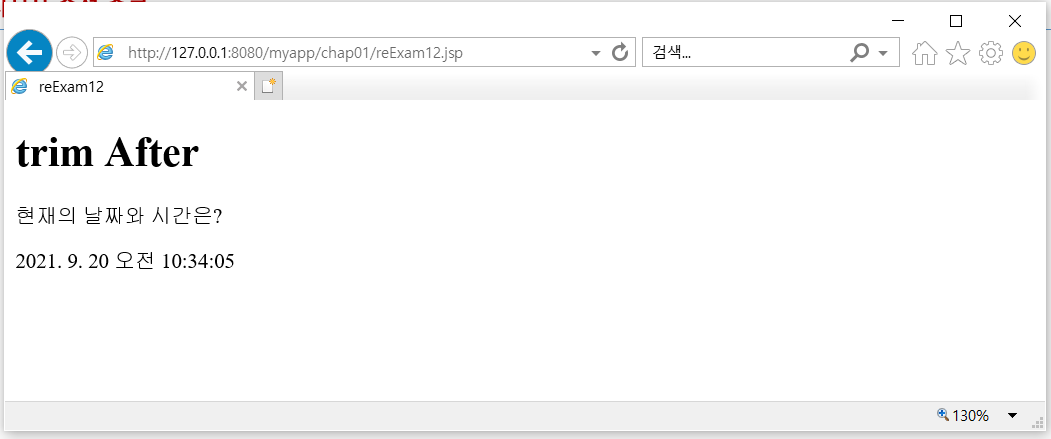 http://127.0.0.1:8080/myapp/chap01/reExam12.jsp
검색...
reExam12
trim After
현재의 날짜와 시간은?
2021. 9. 20 오전 10:34:05
130%